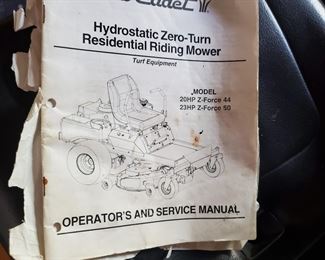 Cadet
Hydrostatic Zero-Turn
Residential Riding Mower
Turf Equipment
MODEL
20HP Z-Force 44
23HP Z-Force 50
OPERATOR'S AND SERVICE MANUAL